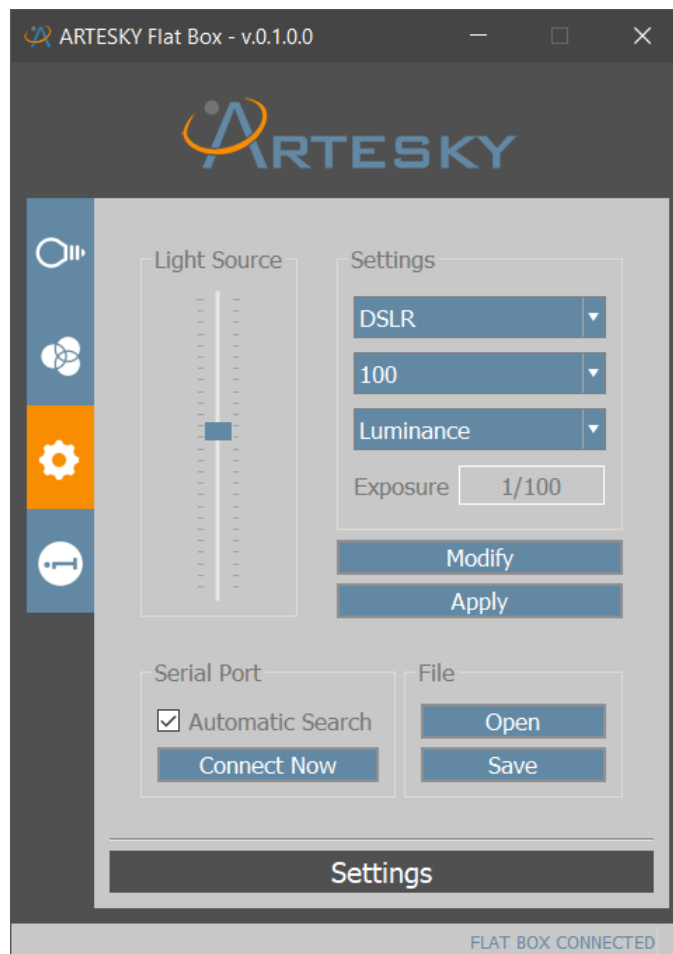 ARTESKY Flat Box - v.0.1.0.0
ARTESKY
Light Source
Settings
DSLR
100
Luminance
Exposure 1/100
Modify
Apply
Serial Port
Automatic Search
Connect Now
File
Open
Save
Settings
FLAT BOX CONNECTED